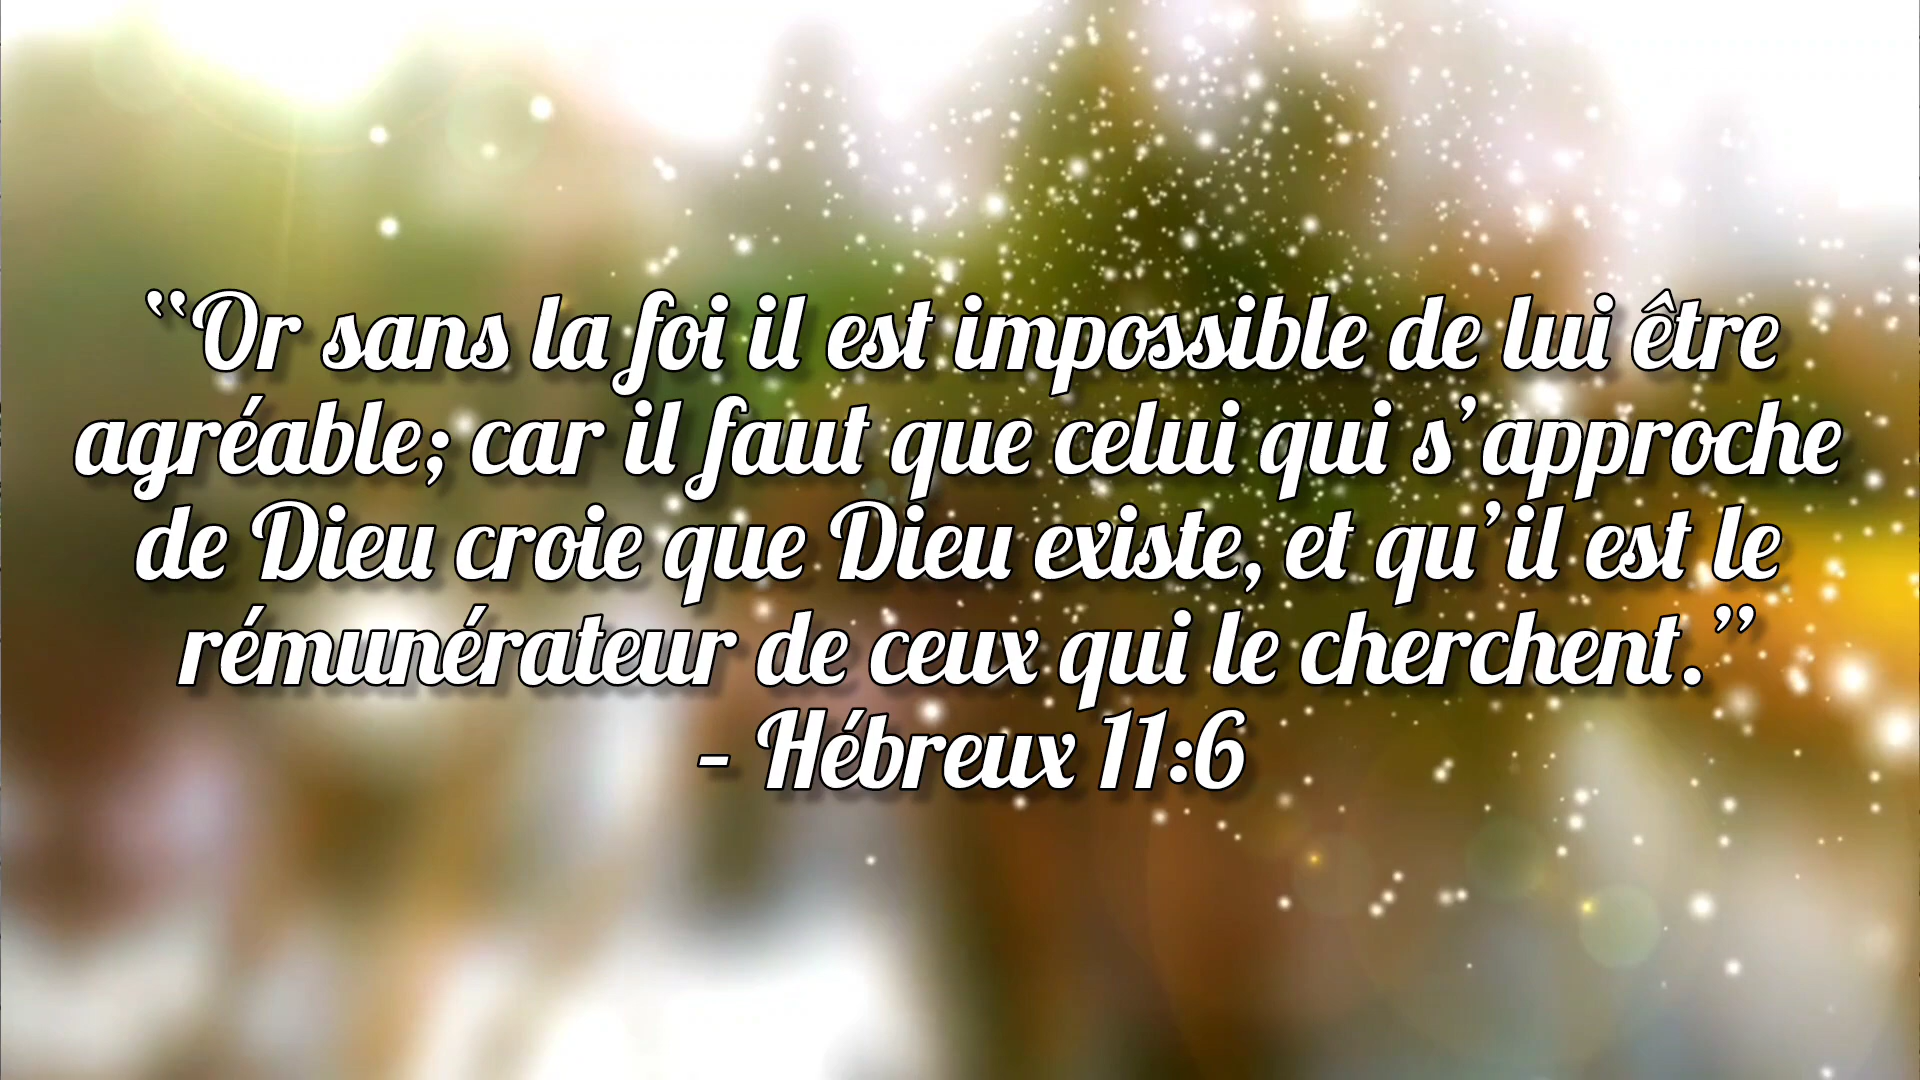 “Or sans la foi il est impossible de lui être
agréable; car il faut que celui qui s’approche
de Dieu croie que Dieu existe, et qu’il est le
rémunérateur de ceux qui le cherchent.”
- Hébreux 11:6